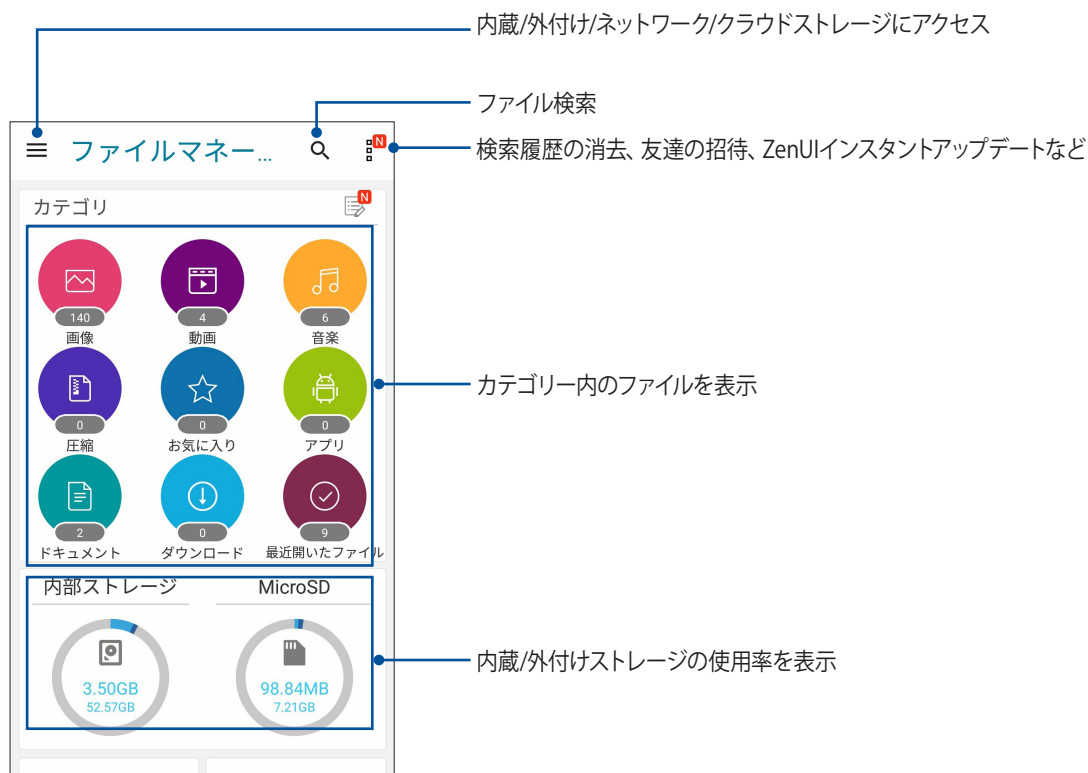 内蔵/外付け/ネットワーク/クラウドストレージにアクセス
ファイル検索
検索履歴の消去、友達の招待、ZenUIインスタントアップデートなど
ファイルマネー...
N
カテゴリ
N
140
4
6
画像
動画
音楽
0
0
0
圧縮
お気に入り
アプリ
カテゴリー内のファイルを表示
2
0
9
ドキュメント
ダウンロード
最近開いたファイル
内部ストレージ
MicroSD
3.50GB
52.57GB
98.84MB
7.21GB
内蔵/外付けストレージの使用率を表示